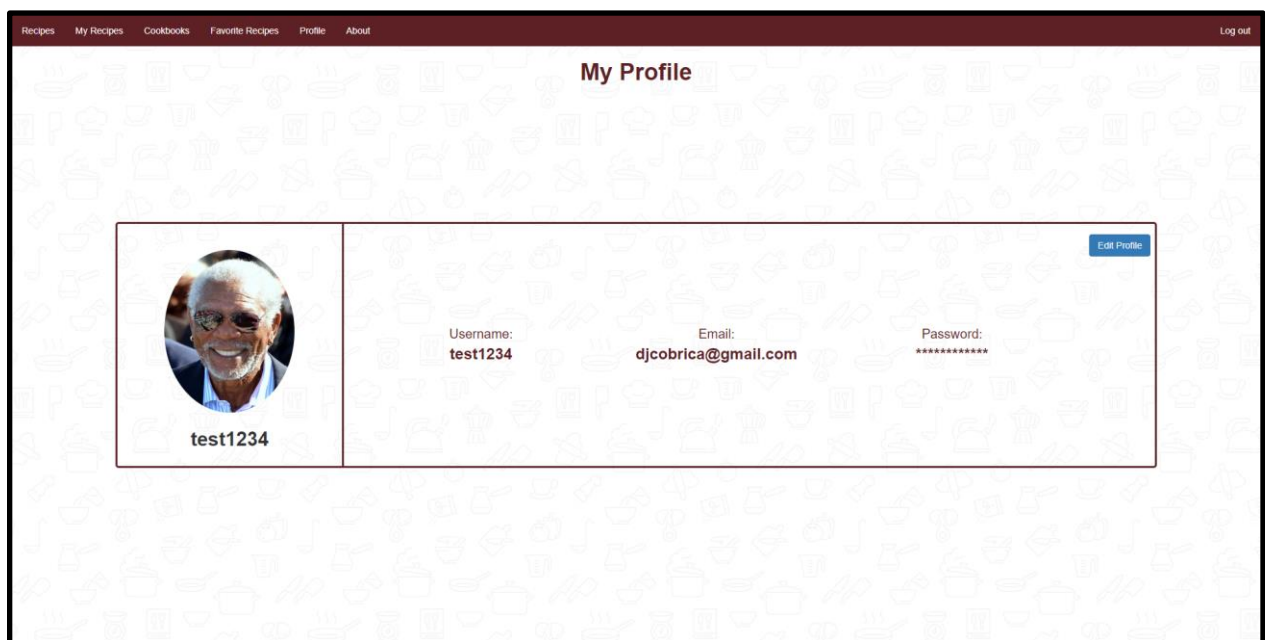 Recipes My Recipes Cookbooks Favorite Recipes Profile About Log out
My Profile
Edit Profile
Username: Email: Password:
test1234 djcobrica@gmail.com ************
test1234